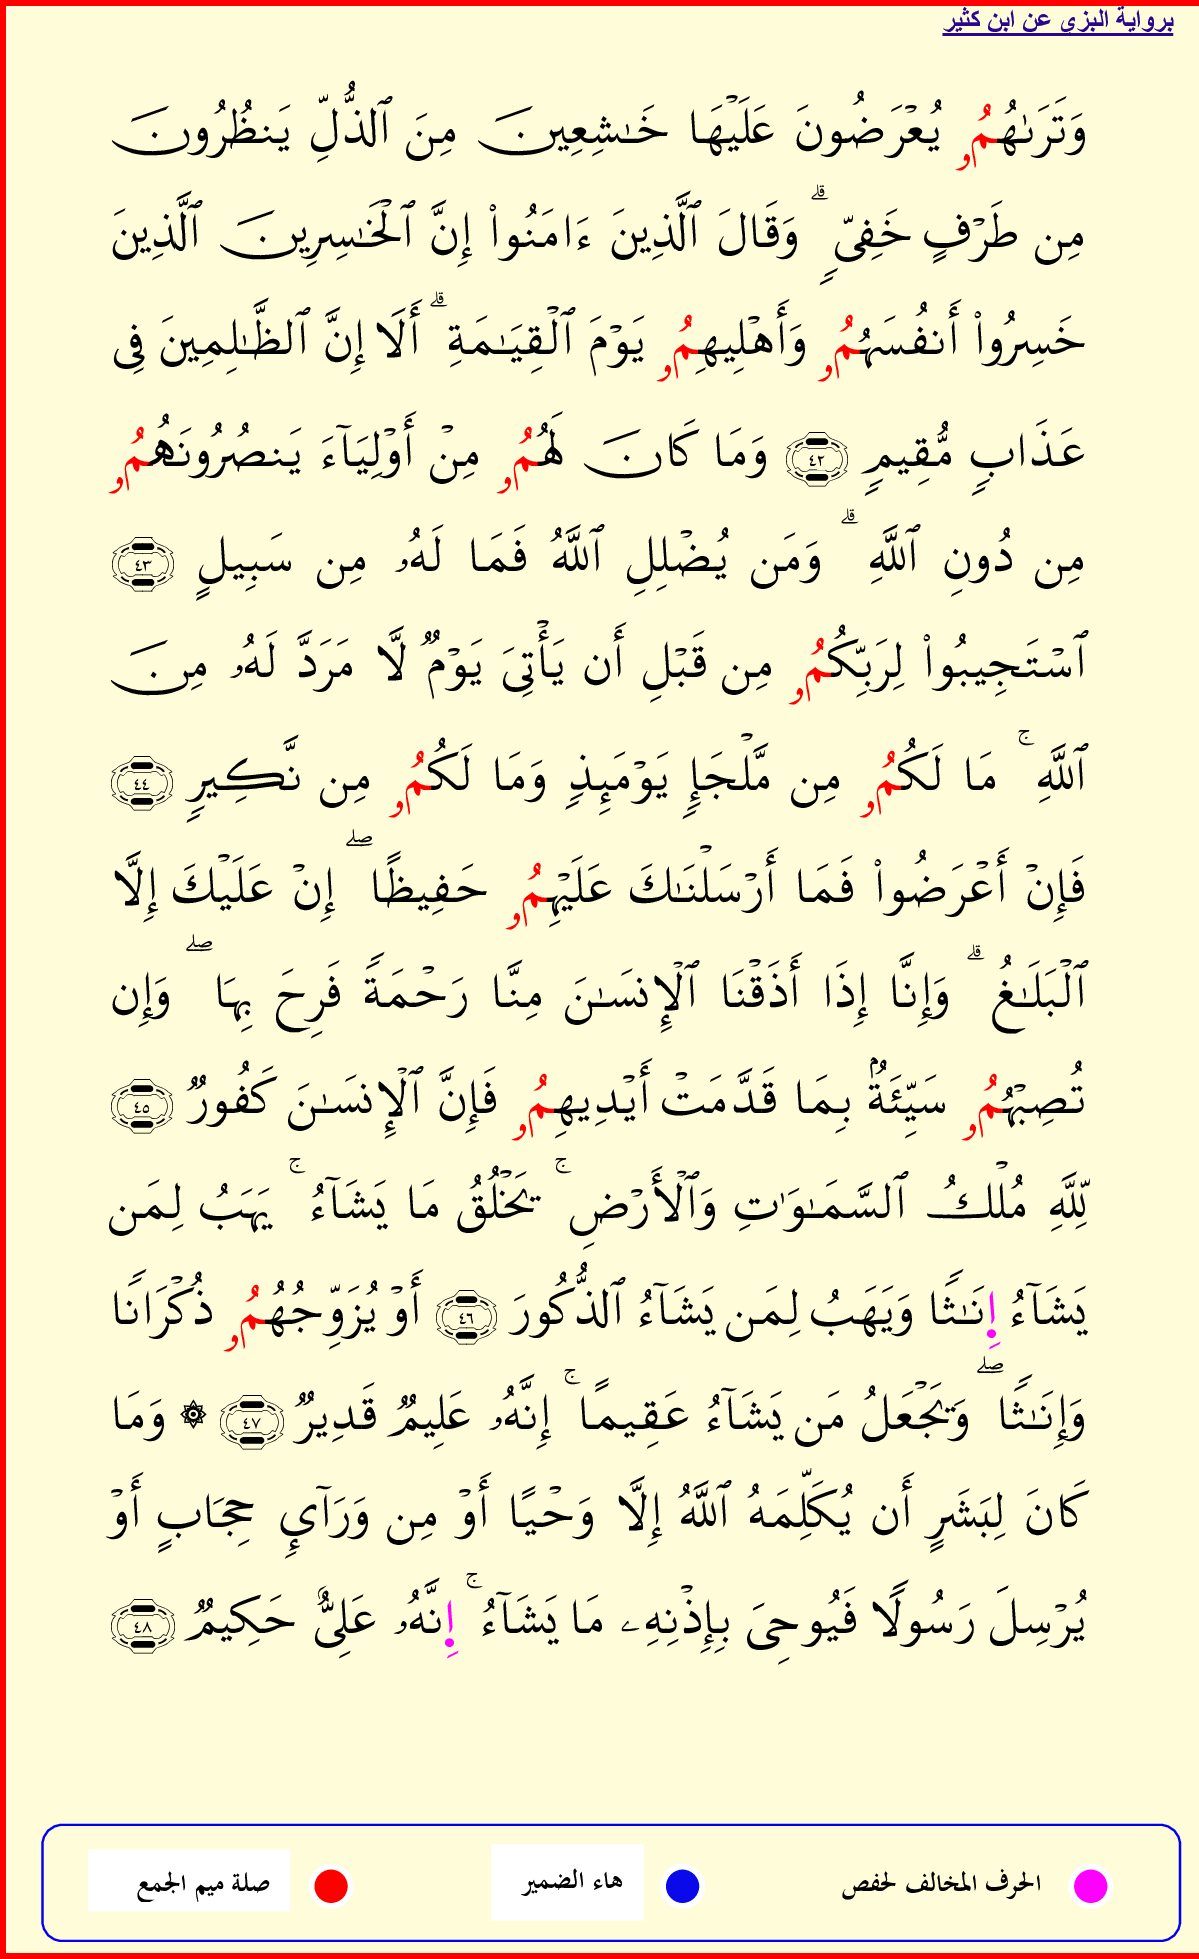 برواية البزي عن ابن كثير
وَتَرَىٰهُمُۥ يُعْرَضُونَ عَلَيْهَا خَـٰشِعِينَ مِنَ ٱلذُّلِّ يَنظُرُونَ
مِن طَرْفٍ خَفِىٍّ ۗ وَقَالَ ٱلَّذِينَ ءَامَنُوا۟ إِنَّ ٱلْخَـٰسِرِينَ ٱلَّذِينَ
خَسِرُوا۟ أَنفُسَهُمُۥ وَأَهْلِيهِمُۥ يَوْمَ ٱلْقِيَـٰمَةِ ۗ أَلَا إِنَّ ٱلظَّـٰلِمِينَ فِى
عَذَابٍ مُّقِيمٍ ٤٢ وَمَا كَانَ لَهُمُۥ مِنْ أَوْلِيَآءَ يَنصُرُونَهُمُۥ
مِن دُونِ ٱللَّهِ ۗ وَمَن يُضْلِلِ ٱللَّهُ فَمَا لَهُۥ مِن سَبِيلٍ ٤٣
ٱسْتَجِيبُوا۟ لِرَبِّكُمُۥ مِن قَبْلِ أَن يَأْتِىَ يَوْمٌ لَّا مَرَدَّ لَهُۥ مِنَ
ٱللَّهِ ۚ مَا لَكُمُۥ مِن مَّلْجَإٍ يَوْمَئِذٍ وَمَا لَكُمُۥ مِن نَّكِيرٍ ٤٤
فَإِنْ أَعْرَضُوا۟ فَمَا أَرْسَلْنَـٰكَ عَلَيْهِمُۥ حَفِيظًا ۖ إِنْ عَلَيْكَ إِلَّا
ٱلْبَلَـٰغُ ۗ وَإِنَّا إِذَا أَذَقْنَا ٱلْإِنسَـٰنَ مِنَّا رَحْمَةً فَرِحَ بِهَا ۖ وَإِن
تُصِبْهُمُۥ سَيِّئَةٌۢ بِمَا قَدَّمَتْ أَيْدِيهِمُۥ فَإِنَّ ٱلْإِنسَـٰنَ كَفُورٌ ٤٥
لِّلَّهِ مُلْكُ ٱلسَّمَـٰوَٰتِ وَٱلْأَرْضِ ۚ يَخْلُقُ مَا يَشَآءُ ۚ يَهَبُ لِمَن
يَشَآءُ إِنَـٰثًا وَيَهَبُ لِمَن يَشَآءُ ٱلذُّكُورَ ٤٦ أَوْ يُزَوِّجُهُمُۥ ذُكْرَانًا
وَإِنَـٰثًا ۖ وَيَجْعَلُ مَن يَشَآءُ عَقِيمًا ۚ إِنَّهُۥ عَلِيمٌ قَدِيرٌ ٤٧ ۞ وَمَا
كَانَ لِبَشَرٍ أَن يُكَلِّمَهُ ٱللَّهُ إِلَّا وَحْيًا أَوْ مِن وَرَآئِ حِجَابٍ أَوْ
يُرْسِلَ رَسُولًا فَيُوحِىَ بِإِذْنِهِۦ مَا يَشَآءُ ۚ إِنَّهُۥ عَلِىٌّ حَكِيمٌ ٤٨
الحرف المخالف لحفص
هاء الضمير
صلة ميم الجمع